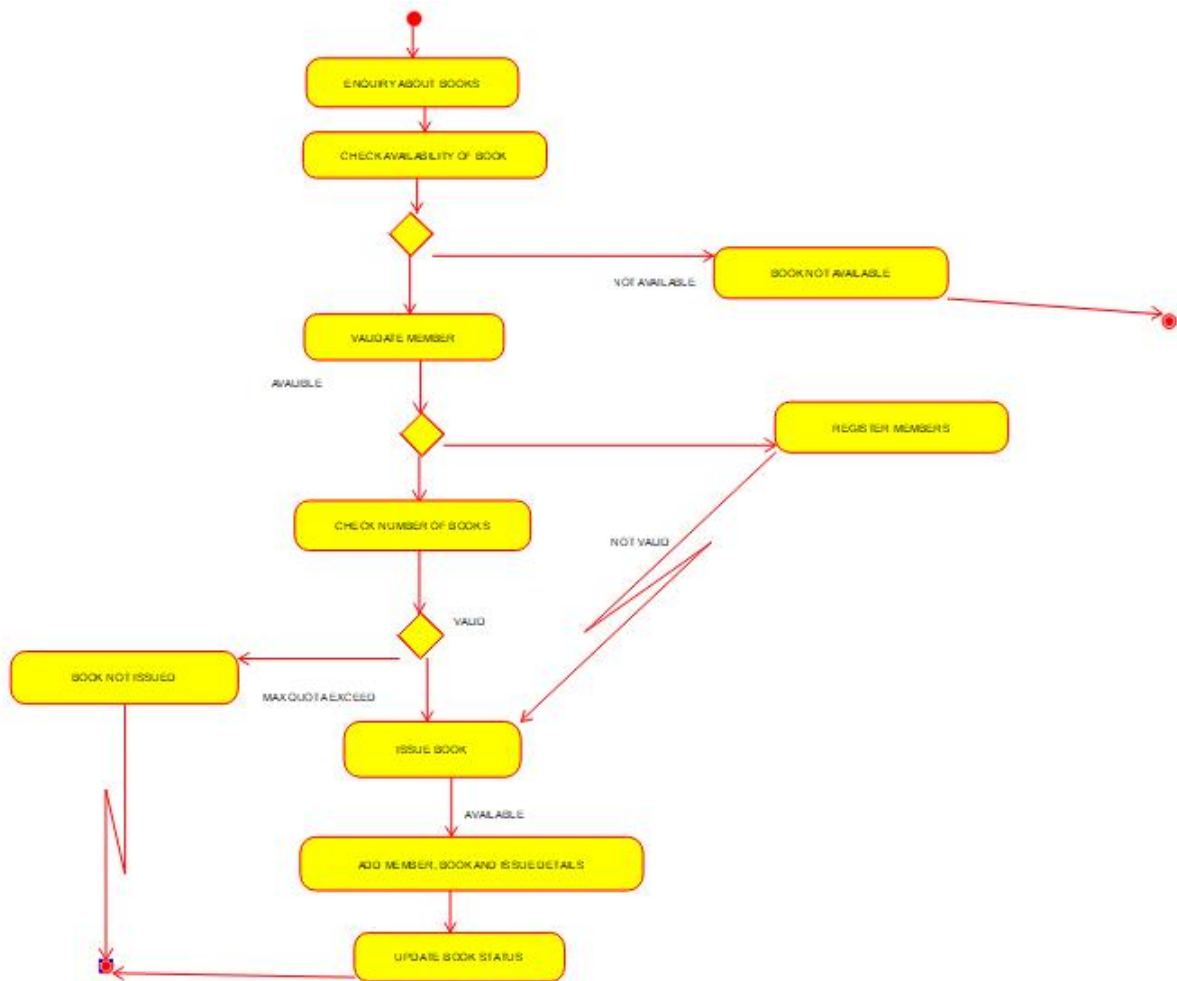 ENQUIRY ABOUT BOOKS
CHECK AVAILABILITY OF BOOK
BOOK NOT AVAILABLE
NOT AVAILABLE
VALIDATE MEMBER
AVALIBLE
REGISTER MEMBERS
CHECK NUMBER OF BOOKS
NOT VALID
VALID
BOOK NOT ISSUED
MAX QUOTA EXCEED
ISSUE BOOK
AVAILABLE
ADD MEMBER, BOOK AND ISSUE DETAILS
UPDATE BOOK STATUS